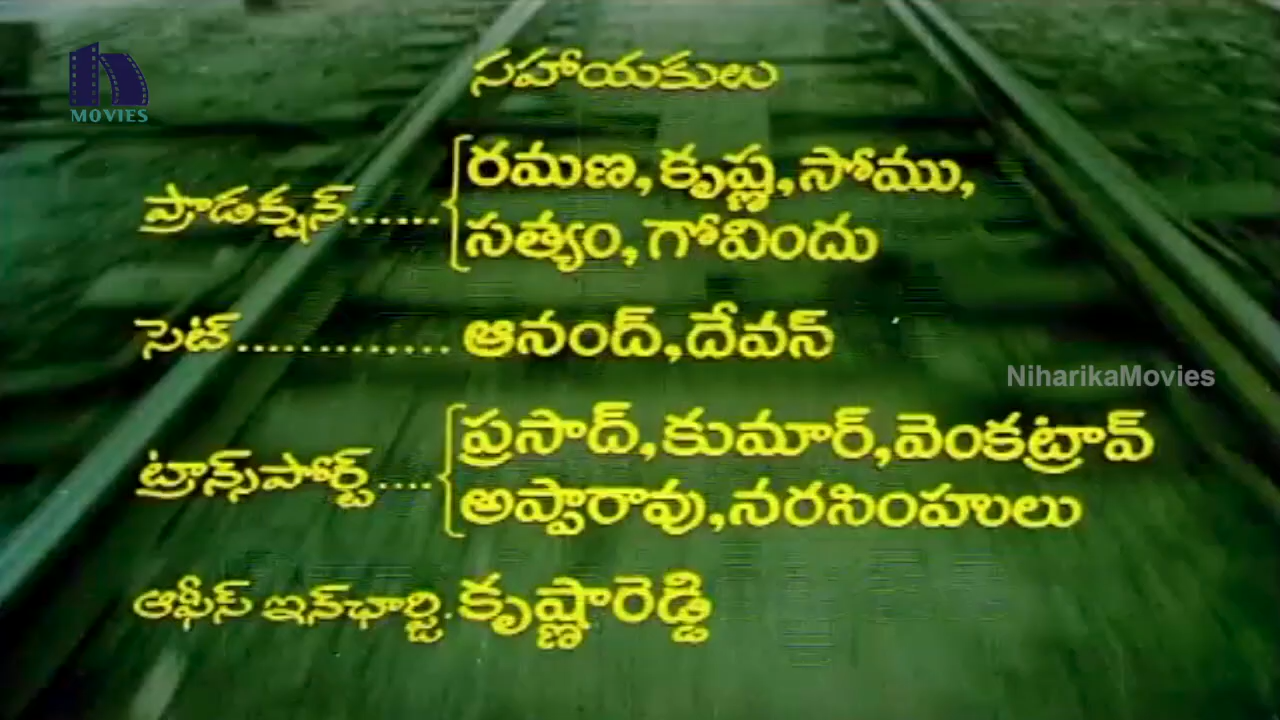 MOVIES
సహాయకులు
ప్రొడక్షన్...... రమణ, కృష్ణ, సోము,
సత్యం, గోవిందు
సెట్............. ఆనంద్, దేవన్
NiharikaMovies
ట్రాన్స్‌పోర్ట్.... ప్రసాద్, కుమార్, వెంకట్రావ్
అప్పారావు, నరసింహులు
ఆఫీస్ ఇన్‌ఛార్జి. కృష్ణారెడ్డి